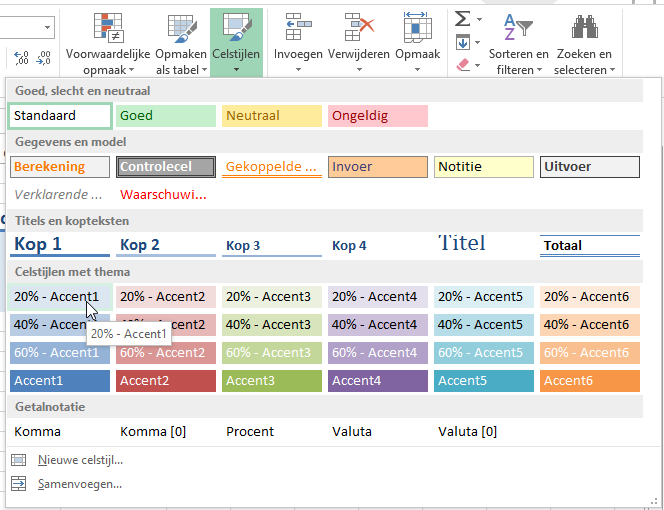 Voorwaardelijke opmaak
Opmaken als tabel
Celstijlen
Invoegen
Verwijderen
Opmaak
Sorteren en filteren
Zoeken en selecteren
Goed, slecht en neutraal
Standaard Goed Neutraal Ongeldig
Gegevens en model
Berekening Controlecel Gekoppelde ... Invoer Notitie Uitvoer
Verklarende ... Waarschuwi...
Titels en kopteksten
Kop 1 Kop 2 Kop 3 Kop 4 Titel Totaal
Celstijlen met thema
20% - Accent1 20% - Accent2 20% - Accent3 20% - Accent4 20% - Accent5 20% - Accent6
40% - Accent1 40% - Accent2 40% - Accent3 40% - Accent4 40% - Accent5 40% - Accent6
20% - Accent1
60% - Accent1 60% - Accent2 60% - Accent3 60% - Accent4 60% - Accent5 60% - Accent6
Accent1 Accent2 Accent3 Accent4 Accent5 Accent6
Getalnotatie
Komma Komma [0] Procent Valuta Valuta [0]
Nieuwe celstijl...
Samenvoegen...